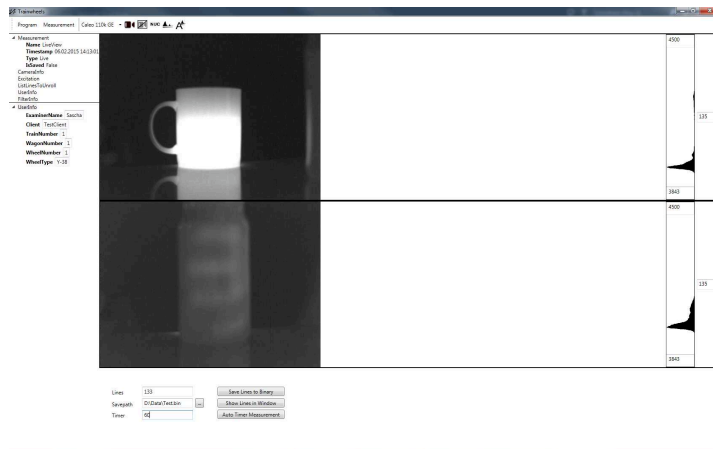 Trainwheels
Program Measurement Caleo 110k GE NUC A
Measurement
Name LiveView
Timestamp 06.02.2015 14:13:01
Type Live
IsSaved False
CameraInfo
Excitation
ListLinesToUnroll
UserInfo
FilterInfo
UserInfo
ExaminerName Sascha
Client TestClient
TrainNumber 1
WagonNumber 1
WheelNumber 1
WheelType Y-38
4500
135
3843
4500
135
3843
Lines 135 Save Lines to Binary
Savepath D:\Data\Test.bin ... Show Lines in Window
Timer 60 Auto Timer Measurement